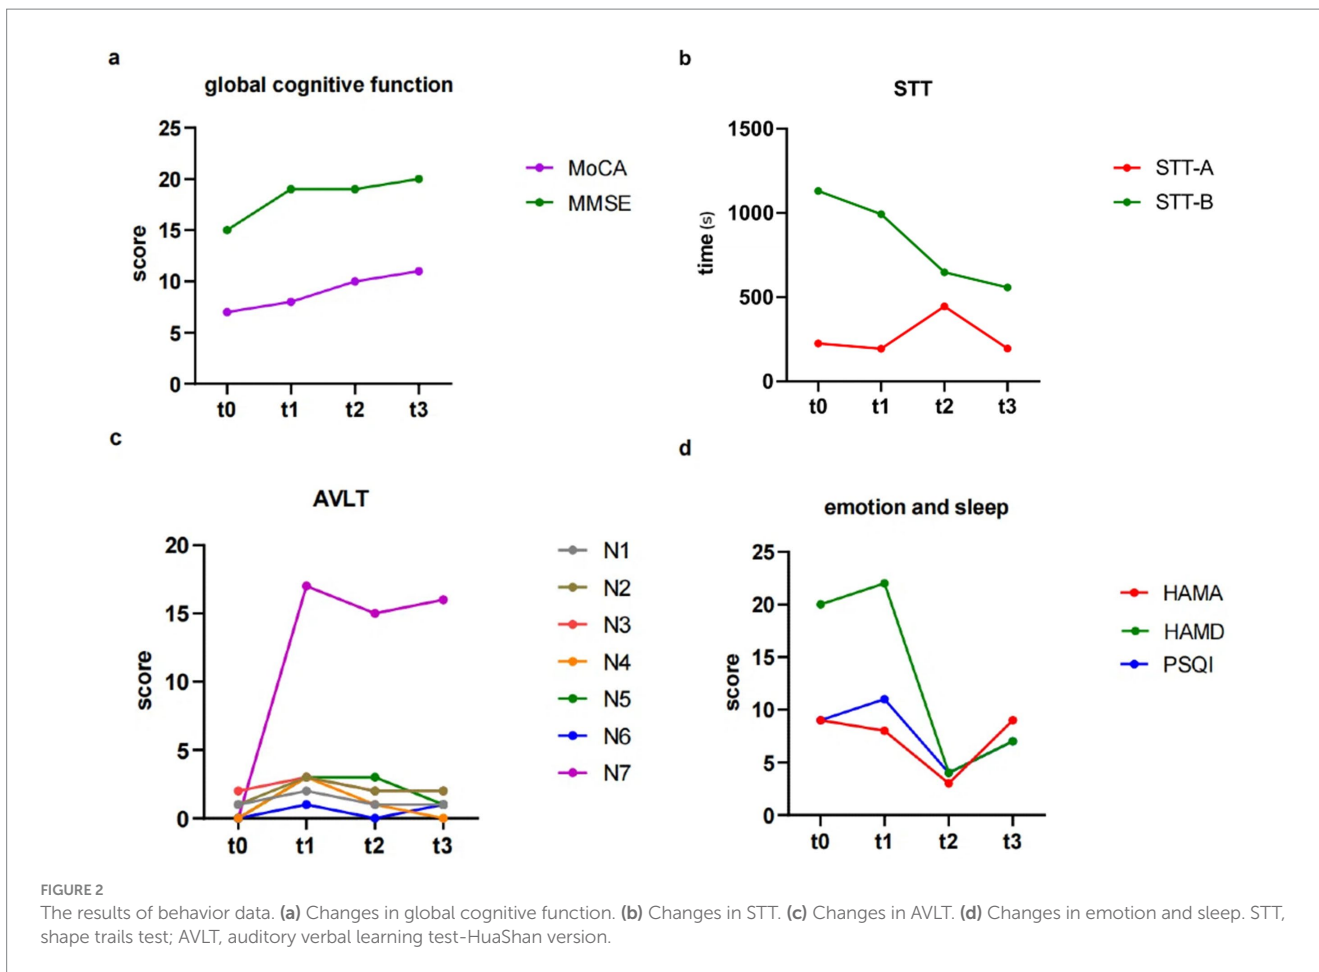 a
global cognitive function
25
20
15
10
5
0
score
t0 t1 t2 t3
MoCA
MMSE
b
STT
1500
1000
500
0
time (s)
t0 t1 t2 t3
STT-A
STT-B
c
AVLT
20
15
10
5
0
score
t0 t1 t2 t3
N1
N2
N3
N4
N5
N6
N7
d
emotion and sleep
25
20
15
10
5
0
score
t0 t1 t2 t3
HAMA
HAMD
PSQI
FIGURE 2
The results of behavior data. (a) Changes in global cognitive function. (b) Changes in STT. (c) Changes in AVLT. (d) Changes in emotion and sleep. STT,
shape trails test; AVLT, auditory verbal learning test-HuaShan version.